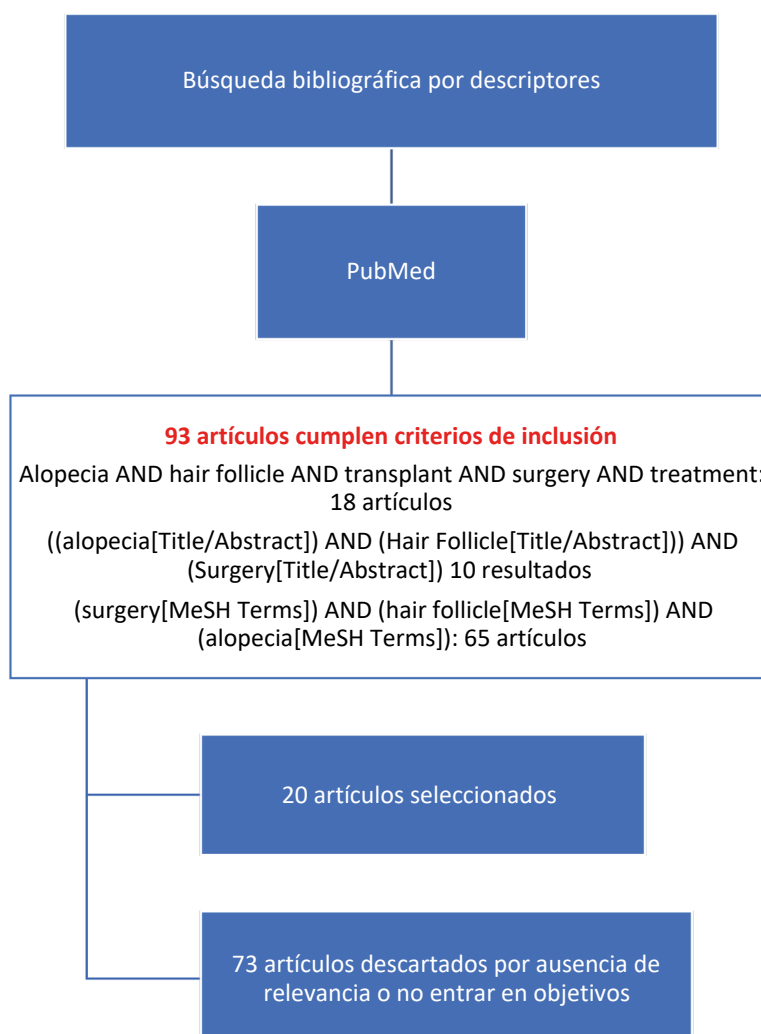 Búsqueda bibliográfica por descriptores
PubMed
93 artículos cumplen criterios de inclusión
Alopecia AND hair follicle AND transplant AND surgery AND treatment:
18 artículos
((alopecia[Title/Abstract]) AND (Hair Follicle[Title/Abstract])) AND
(Surgery[Title/Abstract]) 10 resultados
(surgery[MeSH Terms]) AND (hair follicle[MeSH Terms]) AND
(alopecia[MeSH Terms]): 65 artículos
20 artículos seleccionados
73 artículos descartados por ausencia de
relevancia o no entrar en objetivos